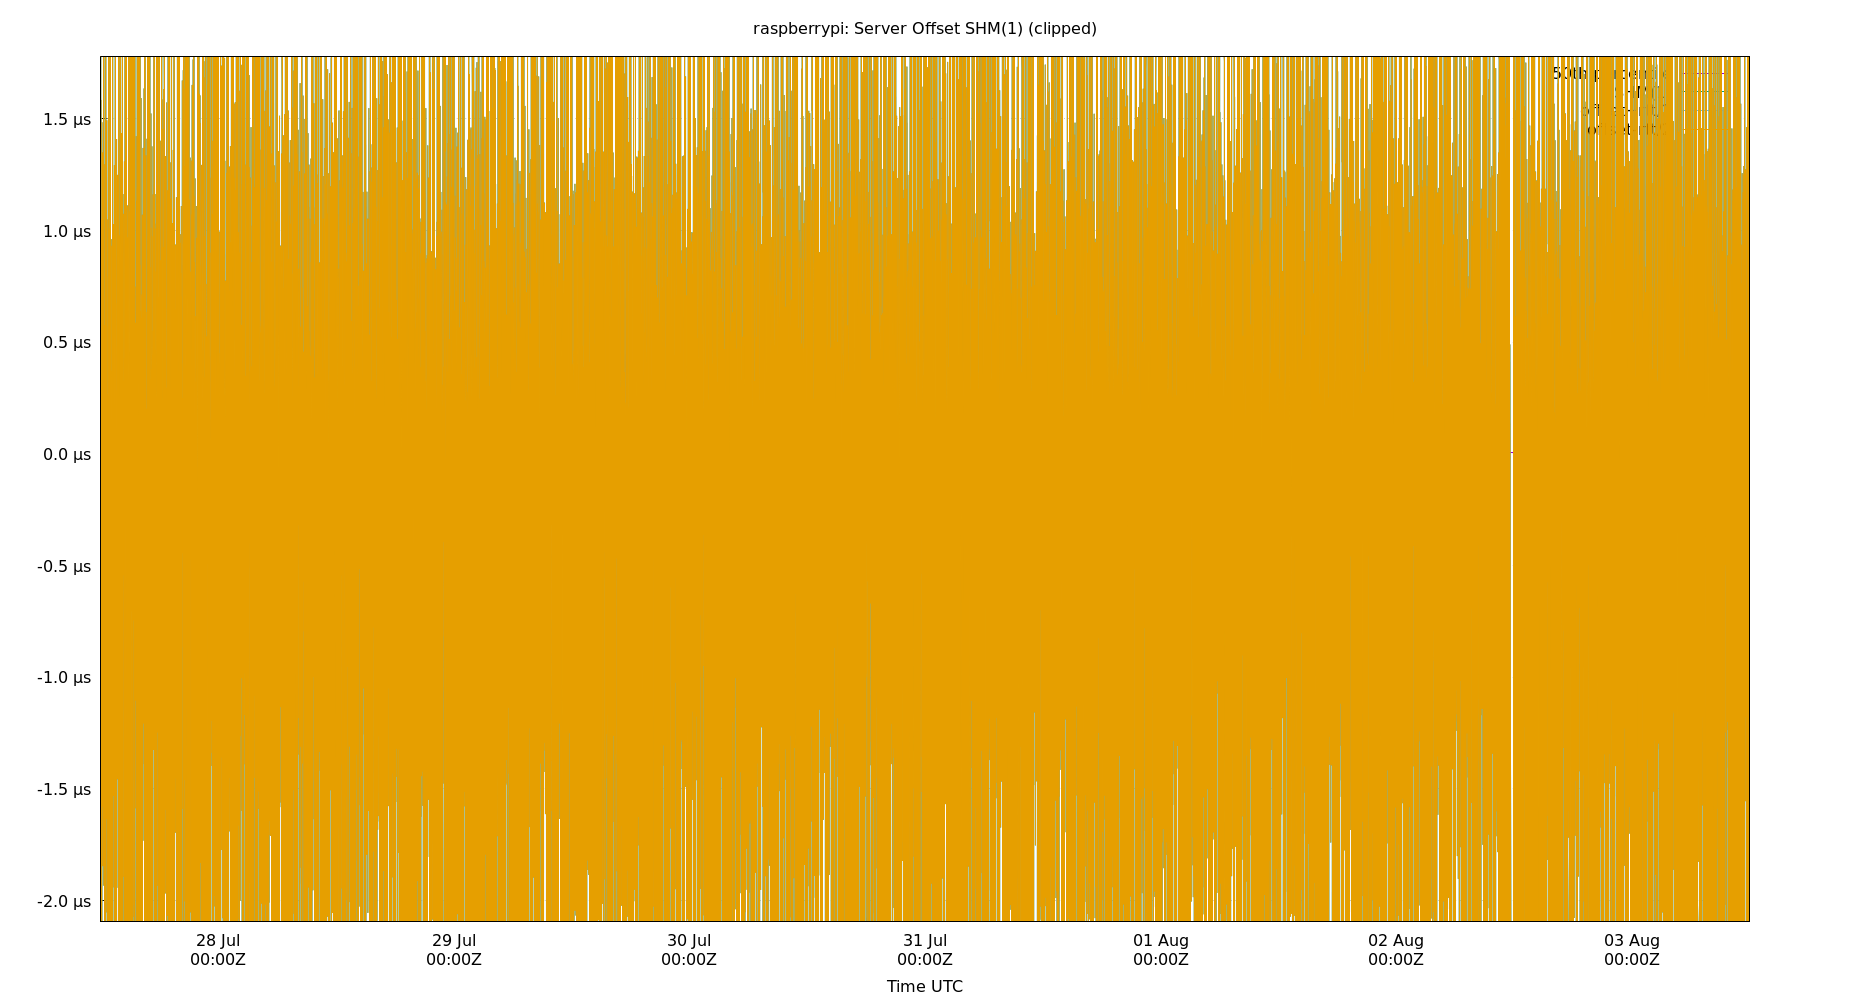 raspberrypi: Server Offset SHM(1) (clipped)
1.5 µs
1.0 µs
0.5 µs
0.0 µs
-0.5 µs
-1.0 µs
-1.5 µs
-2.0 µs
28 Jul 29 Jul 30 Jul 31 Jul 01 Aug 02 Aug 03 Aug
00:00Z 00:00Z 00:00Z 00:00Z 00:00Z 00:00Z 00:00Z
Time UTC